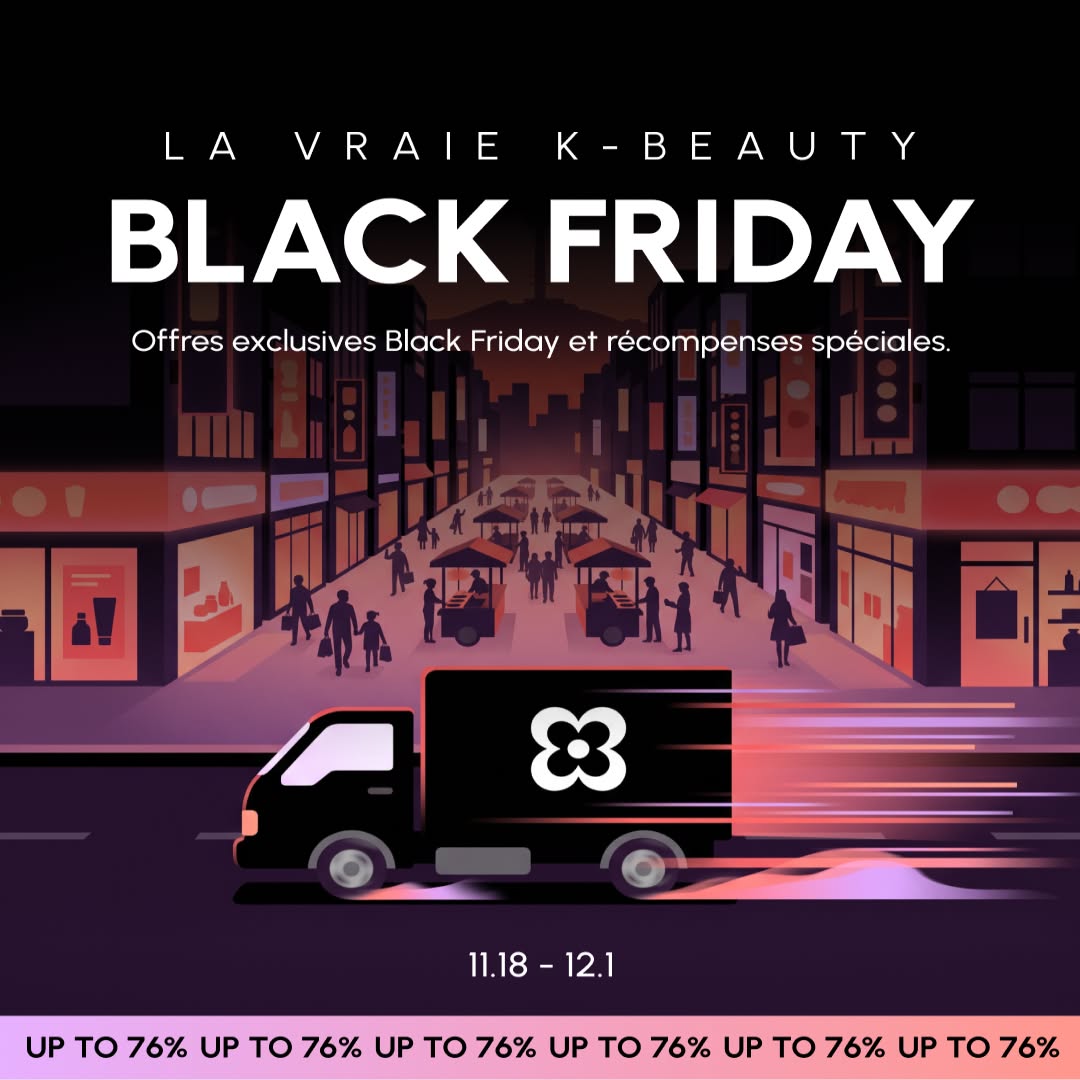 LA VRAIE K-BEAUTY
BLACK FRIDAY
Offres exclusives Black Friday et récompenses spéciales.
11.18 - 12.1
UP TO 76% UP TO 76% UP TO 76% UP TO 76% UP TO 76% UP TO 76%